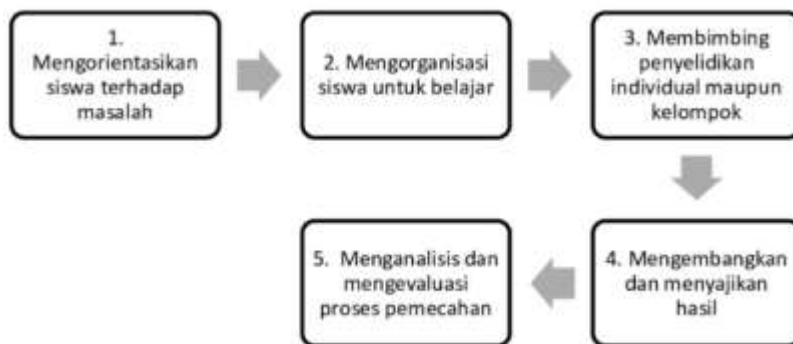 1.
Mengorientasikan
siswa terhadap
masalah
2. Mengorganisasi
siswa untuk belajar
3. Membimbing
penyelidikan
individual maupun
kelompok
4. Mengembangkan
dan menyajikan
hasil
5. Menganalisis dan
mengevaluasi
proses pemecahan